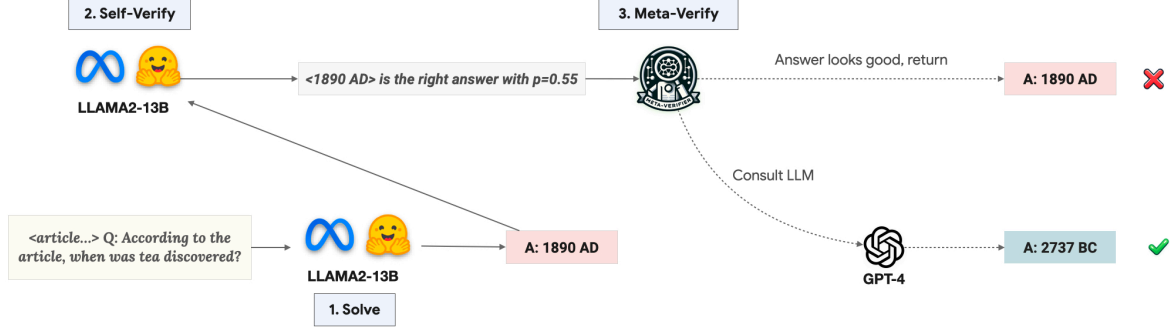 2. Self-Verify
3. Meta-Verify
LLAMA2-13B
<1890 AD> is the right answer with p=0.55
META-VERIFIER
Answer looks good, return
A: 1890 AD
Consult LLM
<article...> Q: According to the
article, when was tea discovered?
LLAMA2-13B
1. Solve
A: 1890 AD
GPT-4
A: 2737 BC